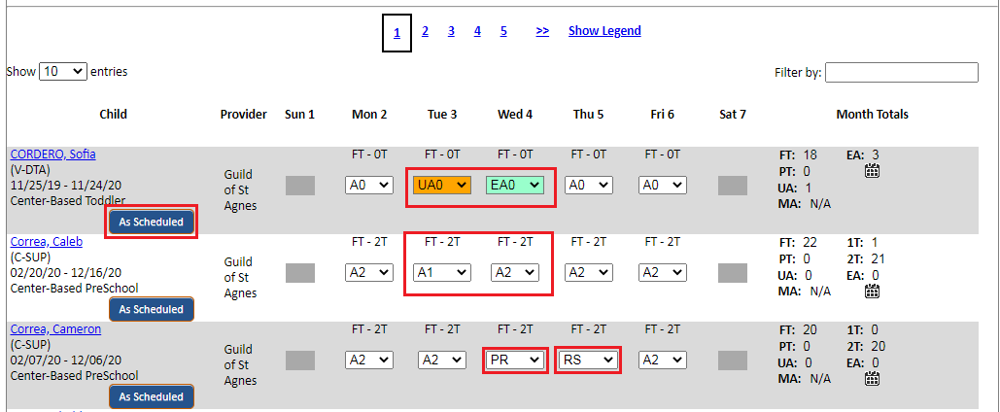 1 2 3 4 5 >> Show Legend
Show 10 entries Filter by:
Child Provider Sun 1 Mon 2 Tue 3 Wed 4 Thu 5 Fri 6 Sat 7 Month Totals
CORDERO, Sofia FT - 0T FT - 0T FT - 0T FT - 0T FT - 0T FT: 18 EA: 3
(V-DTA) Guild PT: 0
11/25/19 - 11/24/20 of St A0 UA0 EA0 A0 A0 UA: 1
Center-Based Toddler Agnes MA: N/A
As Scheduled
Correa, Caleb FT - 2T FT - 2T FT - 2T FT - 2T FT - 2T FT: 22 1T: 1
(C-SUP) Guild PT: 0 2T: 21
02/20/20 - 12/16/20 of St A2 A1 A2 A2 A2 UA: 0 EA: 0
Center-Based PreSchool Agnes MA: N/A
As Scheduled
Correa, Cameron FT - 2T FT - 2T FT - 2T FT - 2T FT - 2T FT: 20 1T: 0
(C-SUP) Guild PT: 0 2T: 20
02/07/20 - 12/06/20 of St A2 A2 PR RS A2 UA: 0 EA: 0
Center-Based PreSchool Agnes MA: N/A
As Scheduled